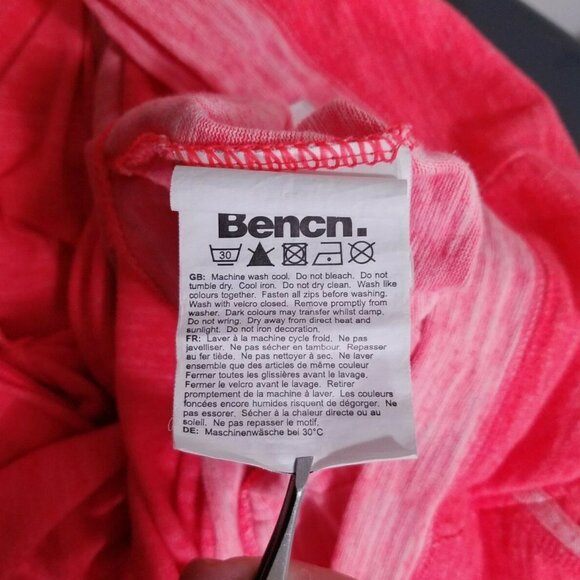 Bench.
30
GB: Machine wash cool. Do not bleach. Do not
tumble dry. Cool iron. Do not dry clean. Wash like
colours together. Fasten all zips before washing.
Wash with velcro closed. Remove promptly from
washer. Dark colours may transfer whilst damp.
Do not wring. Dry away from direct heat and
sunlight. Do not iron decoration.
FR: Laver à la machine cycle froid. Ne pas
javelliser. Ne pas sécher en tambour. Repasser
au fer tiède. Ne pas nettoyer à sec. Ne laver
ensemble que des articles de même couleur
Fermer toutes les glissières avant le lavage.
Fermer le velcro avant le lavage. Retirer
promptement de la machine à laver. Les couleurs
foncées encore humides risquent de dégorger. Ne
pas essorer. Sécher à la chaleur directe ou au
soleil. Ne pas repasser le motif.
DE: Maschinenwäsche bei 30°C